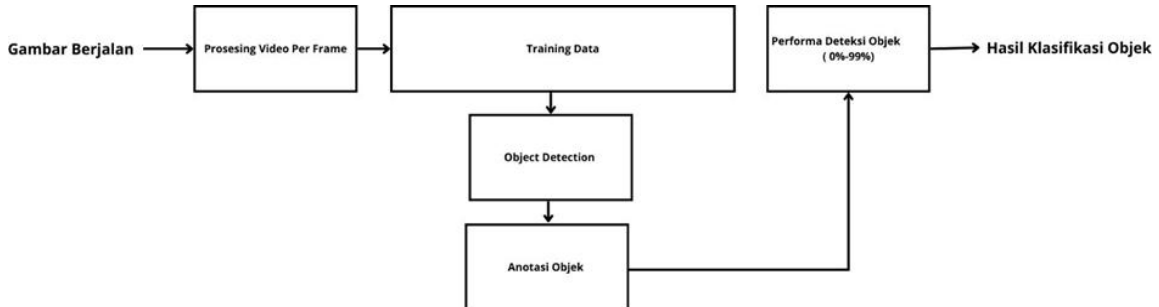 Gambar Berjalan
Prosesing Video Per Frame
Training Data
Performa Deteksi Objek
( 0%-99%)
Hasil Klasifikasi Objek
Object Detection
Anotasi Objek